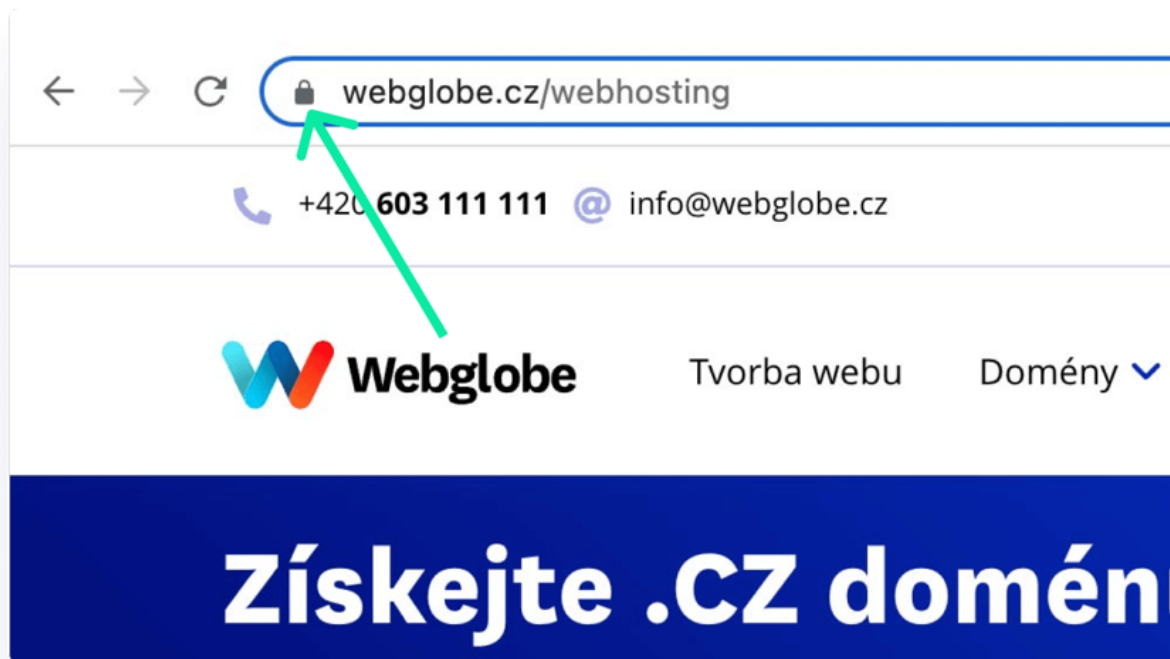 webglobe.cz/webhosting
+420 603 111 111 @ info@webglobe.cz
Webglobe Tvorba webu Domény
Získejte .CZ domén